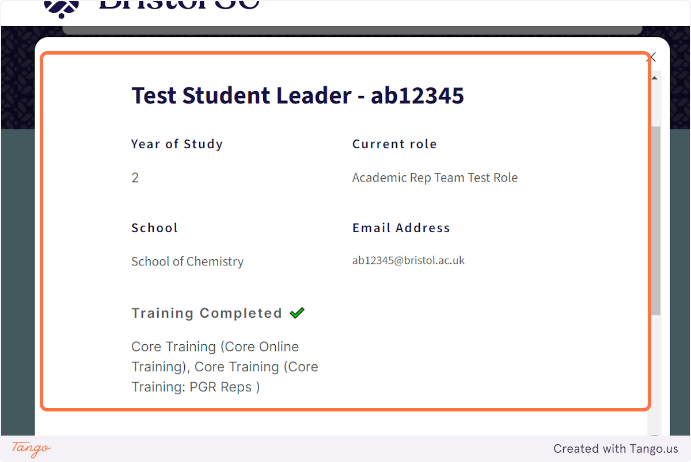 Bristol SU
Test Student Leader - ab12345
Year of Study
Current role
2
Academic Rep Team Test Role
School
Email Address
School of Chemistry
ab12345@bristol.ac.uk
Training Completed
Core Training (Core Online
Training), Core Training (Core
Training: PGR Reps )
Tango
Created with Tango.us